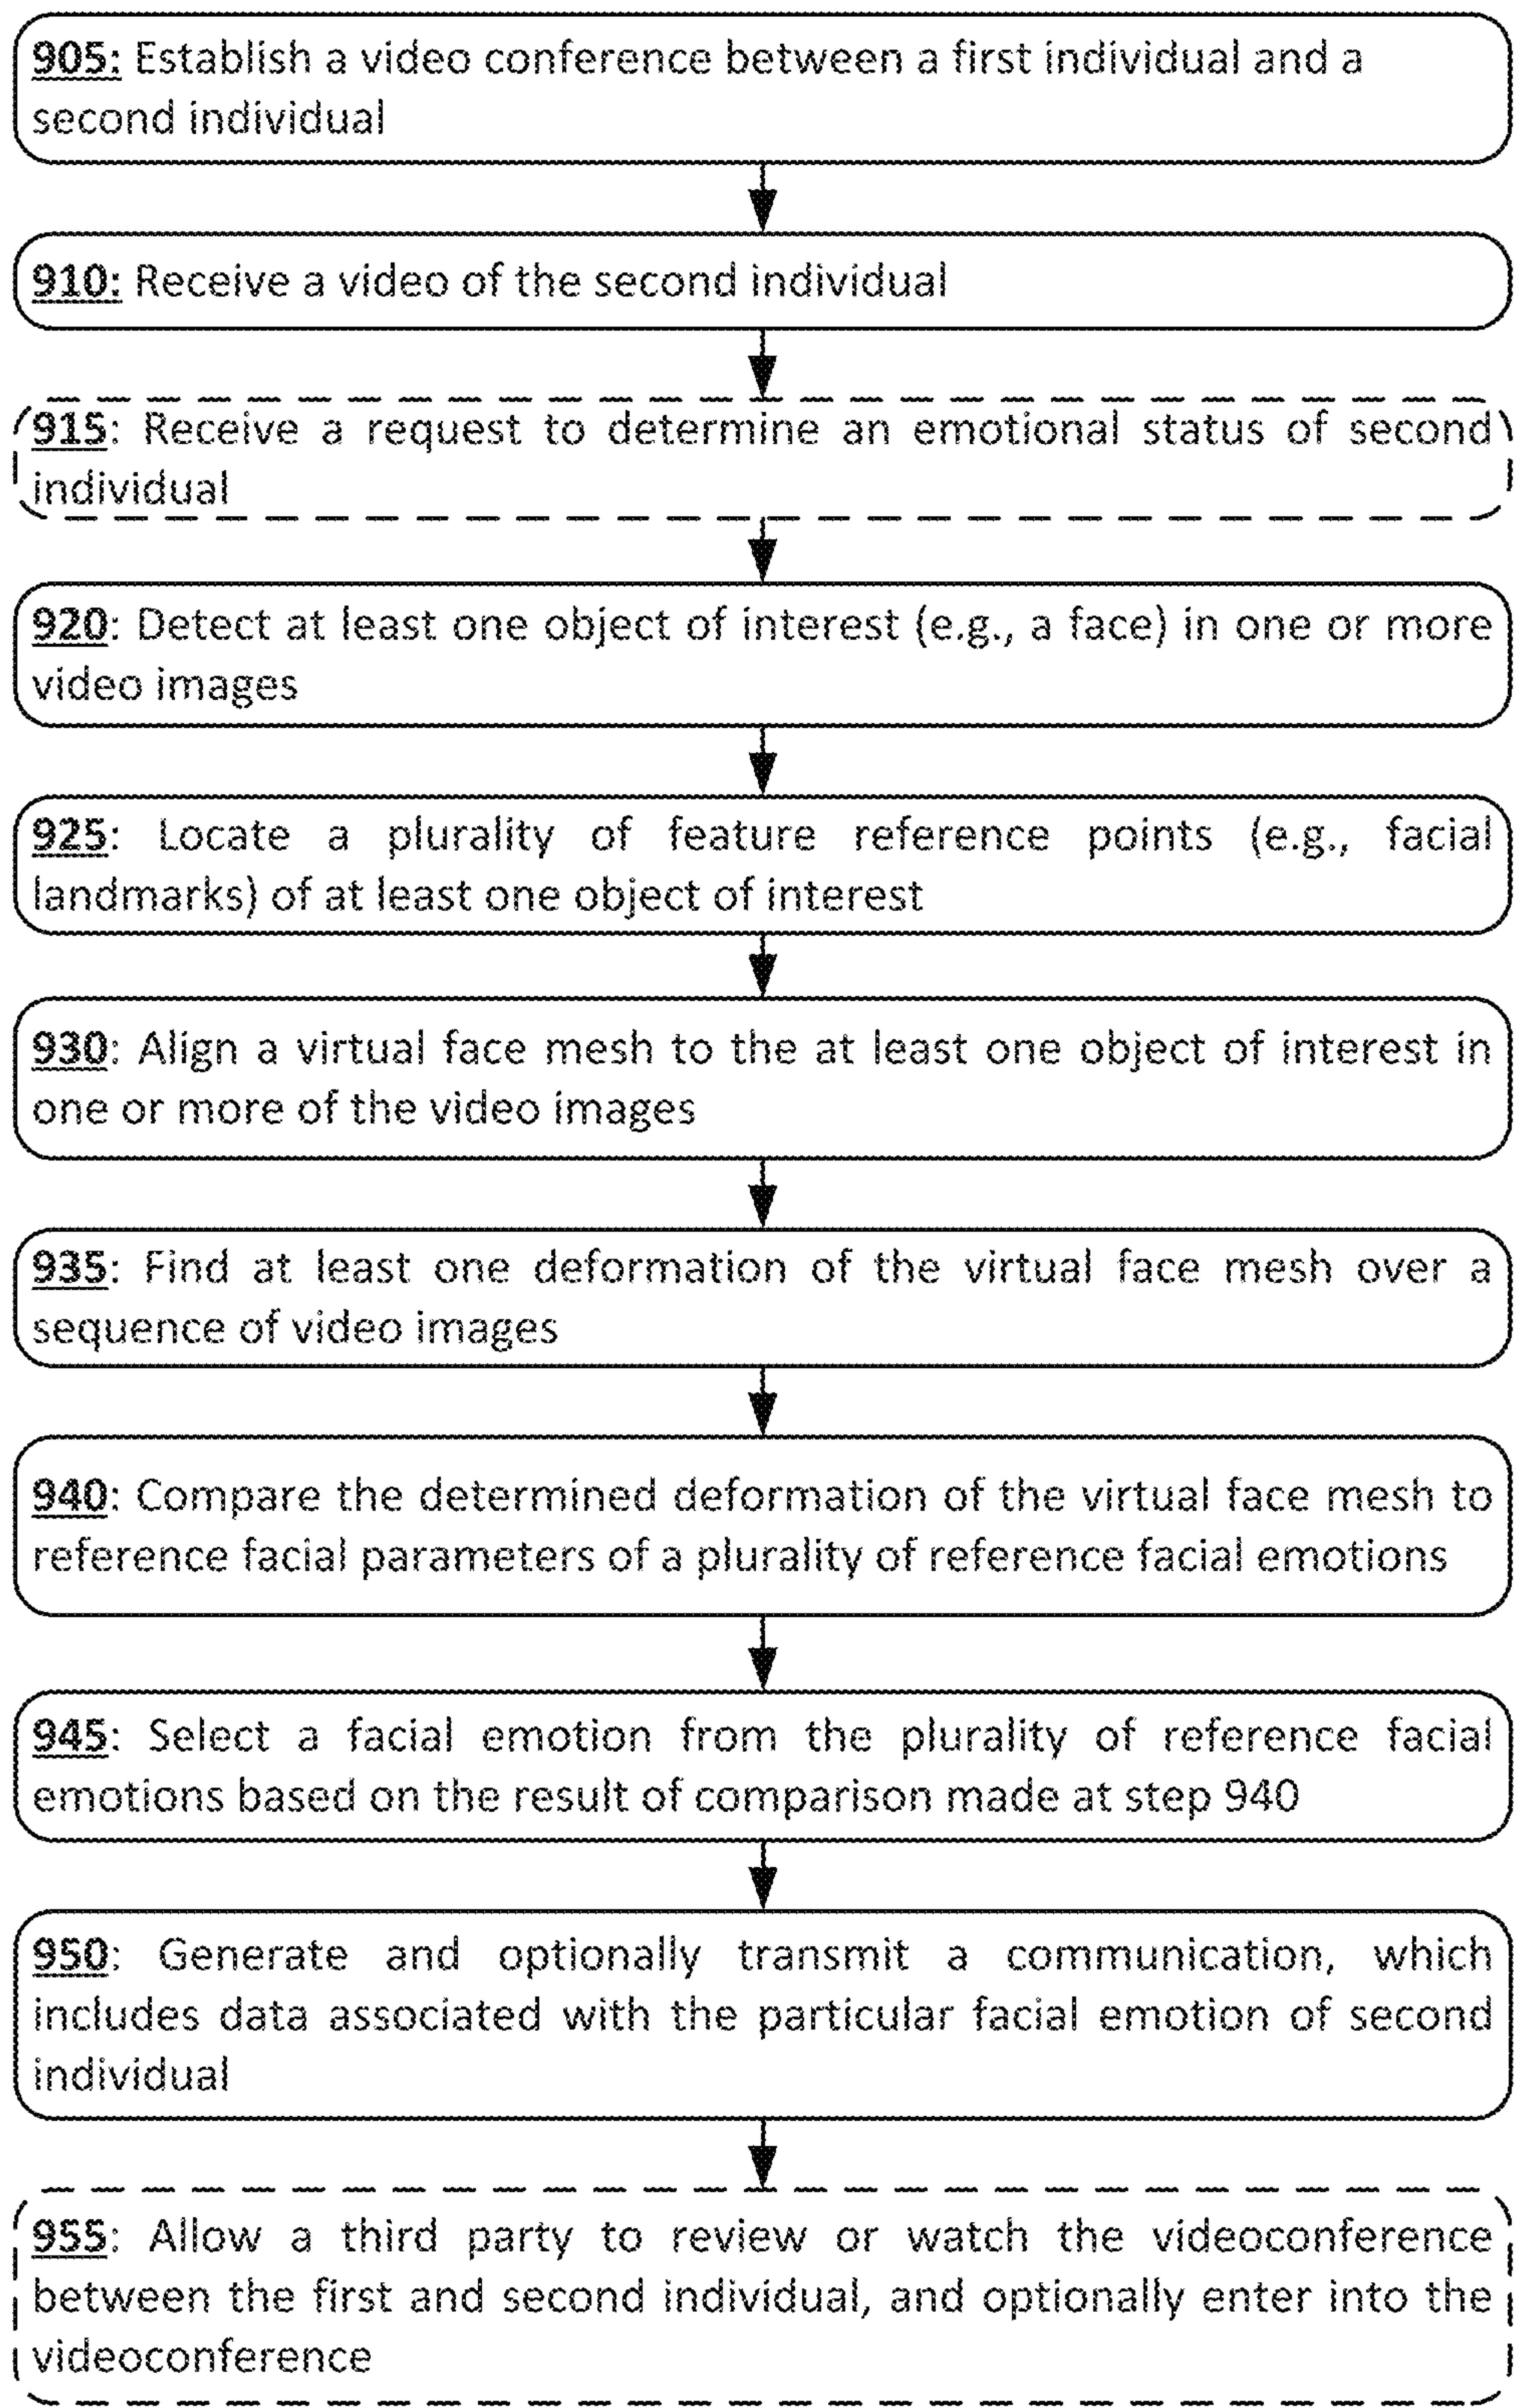 905: Establish a video conference between a first individual and a
second individual
910: Receive a video of the second individual
915: Receive a request to determine an emotional status of second
individual
920: Detect at least one object of interest (e.g., a face) in one or more
video images
925: Locate a plurality of feature reference points (e.g., facial
landmarks) of at least one object of interest
930: Align a virtual face mesh to the at least one object of interest in
one or more of the video images
935: Find at least one deformation of the virtual face mesh over a
sequence of video images
940: Compare the determined deformation of the virtual face mesh to
reference facial parameters of a plurality of reference facial emotions
945: Select a facial emotion from the plurality of reference facial
emotions based on the result of comparison made at step 940
950: Generate and optionally transmit a communication, which
includes data associated with the particular facial emotion of second
individual
955: Allow a third party to review or watch the videoconference
between the first and second individual, and optionally enter into the
videoconference